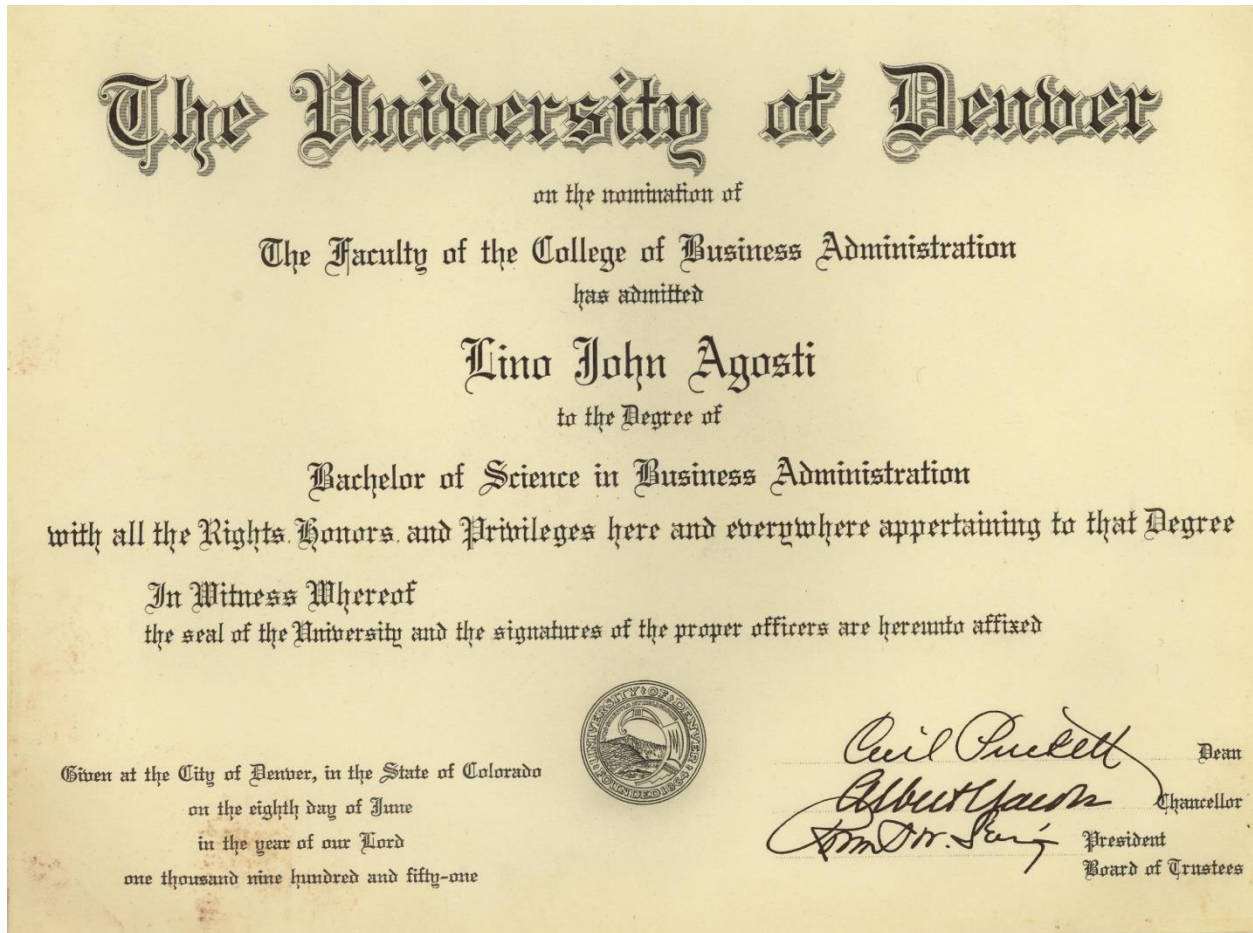 The University of Denver
on the nomination of
The Faculty of the College of Business Administration
has admitted
Lino John Agosti
to the Degree of
Bachelor of Science in Business Administration
with all the Rights. Honors. and Privileges here and everywhere appertaining to that Degree
In Witness Whereof
the seal of the University and the signatures of the proper officers are hereunto affixed
UNIVERSITY OF DENVER
FOUNDED 1864
Given at the City of Denver, in the State of Colorado
on the eighth day of June
in the year of our Lord
one thousand nine hundred and fifty-one
Cecil Puckett Dean
Albert Jacobs Chancellor
President
Board of Trustees